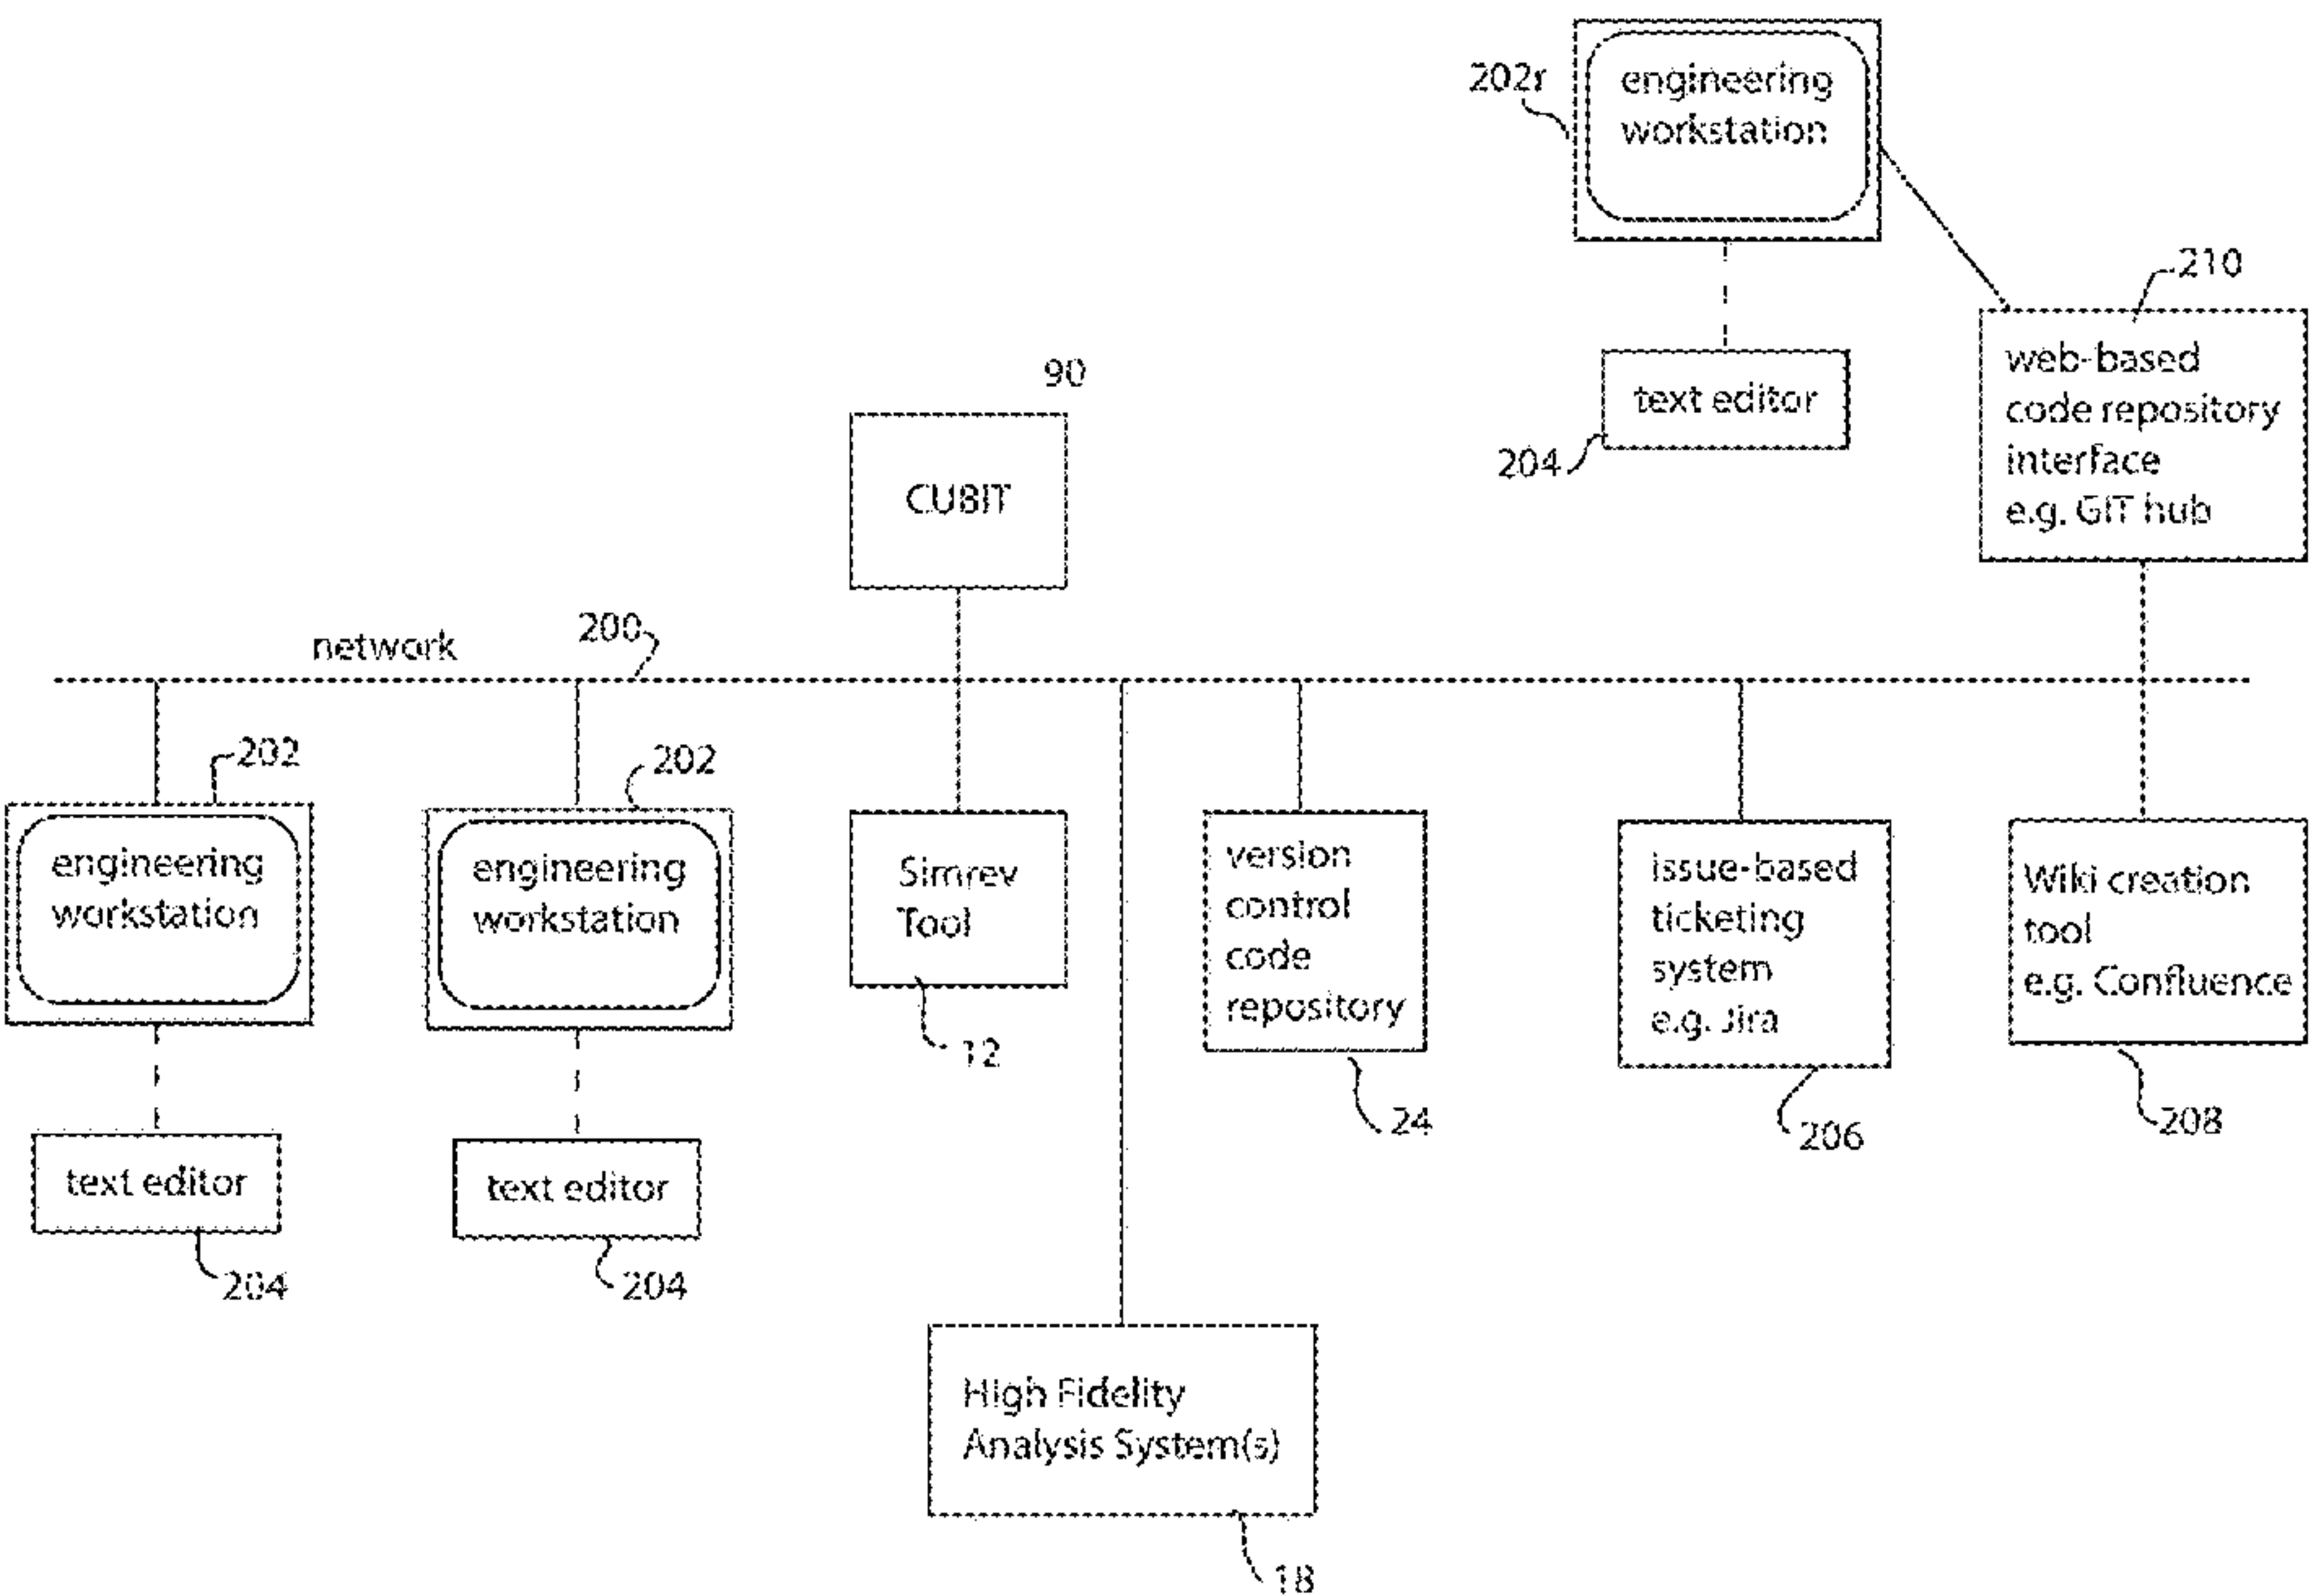 202r
engineering
workstation
210
web-based
code repository
interface
e.g. GIT hub
text editor
204
90
CUBIT
network
200
202
engineering
workstation
202
engineering
workstation
Simrev
Tool
12
version
control
code
repository
24
issue-based
ticketing
system
e.g. Jira
206
Wiki creation
tool
e.g. Confluence
208
text editor
204
text editor
204
High Fidelity
Analysis System(s)
18